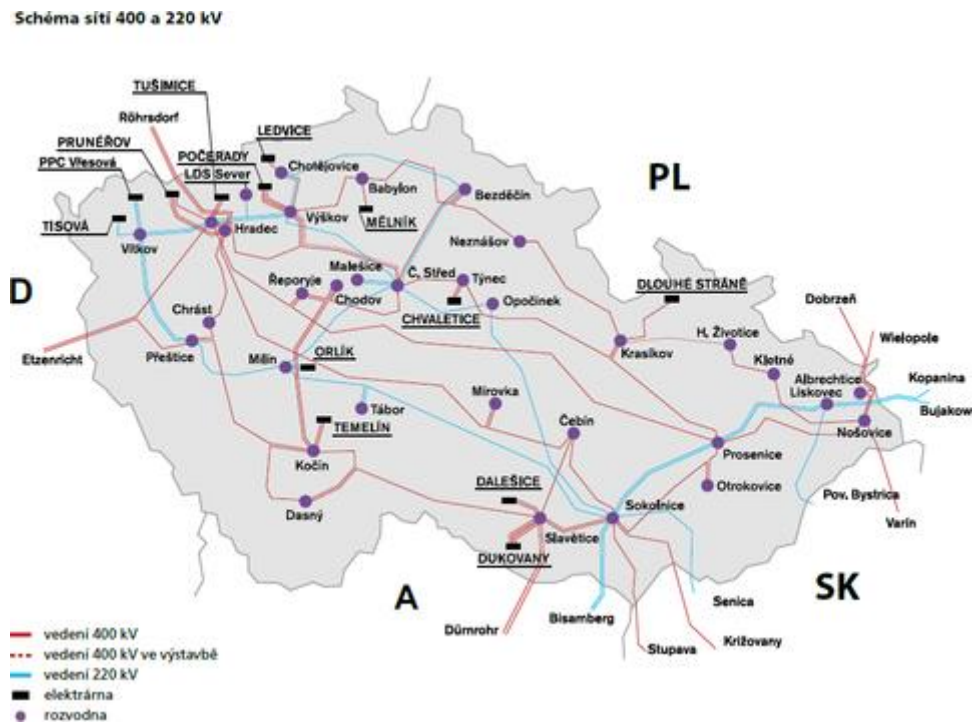 Schéma sítí 400 a 220 kV
TUŠIMICE
Röhrsdorf
LEDVICE
PRUNÉŘOV
POČERADY
Chotějovice
PPC Vřesová
LDS Sever
Babylon
Bezděčín
PL
TISOVÁ
Výškov
MĚLNÍK
Hradec
Vítkov
Neznášov
Malešice
Č. Střed
Týnec
D
Řeporyje
Chodov
Opočínek
DLOUHÉ STRÁNĚ
Dobrzeň
Chrást
CHVALETICE
H. Životice
Wielopole
Etzenricht
Přeštice
Milín
ORLÍK
Krasíkov
Kletné
Albrechtice
Kopanina
Mírovka
Liskovec
Bujakow
Tábor
Čebín
TEMELÍN
Nošovice
Kočín
Prosenice
DALEŠICE
Otrokovice
Dasný
Sokolnice
Pov. Bystrica
Slavětice
Varín
DUKOVANY
A
SK
Senica
Bisamberg
Dürnrohr
Stupava
Križovany
vedení 400 kV
vedení 400 kV ve výstavbě
vedení 220 kV
elektrárna
rozvodna